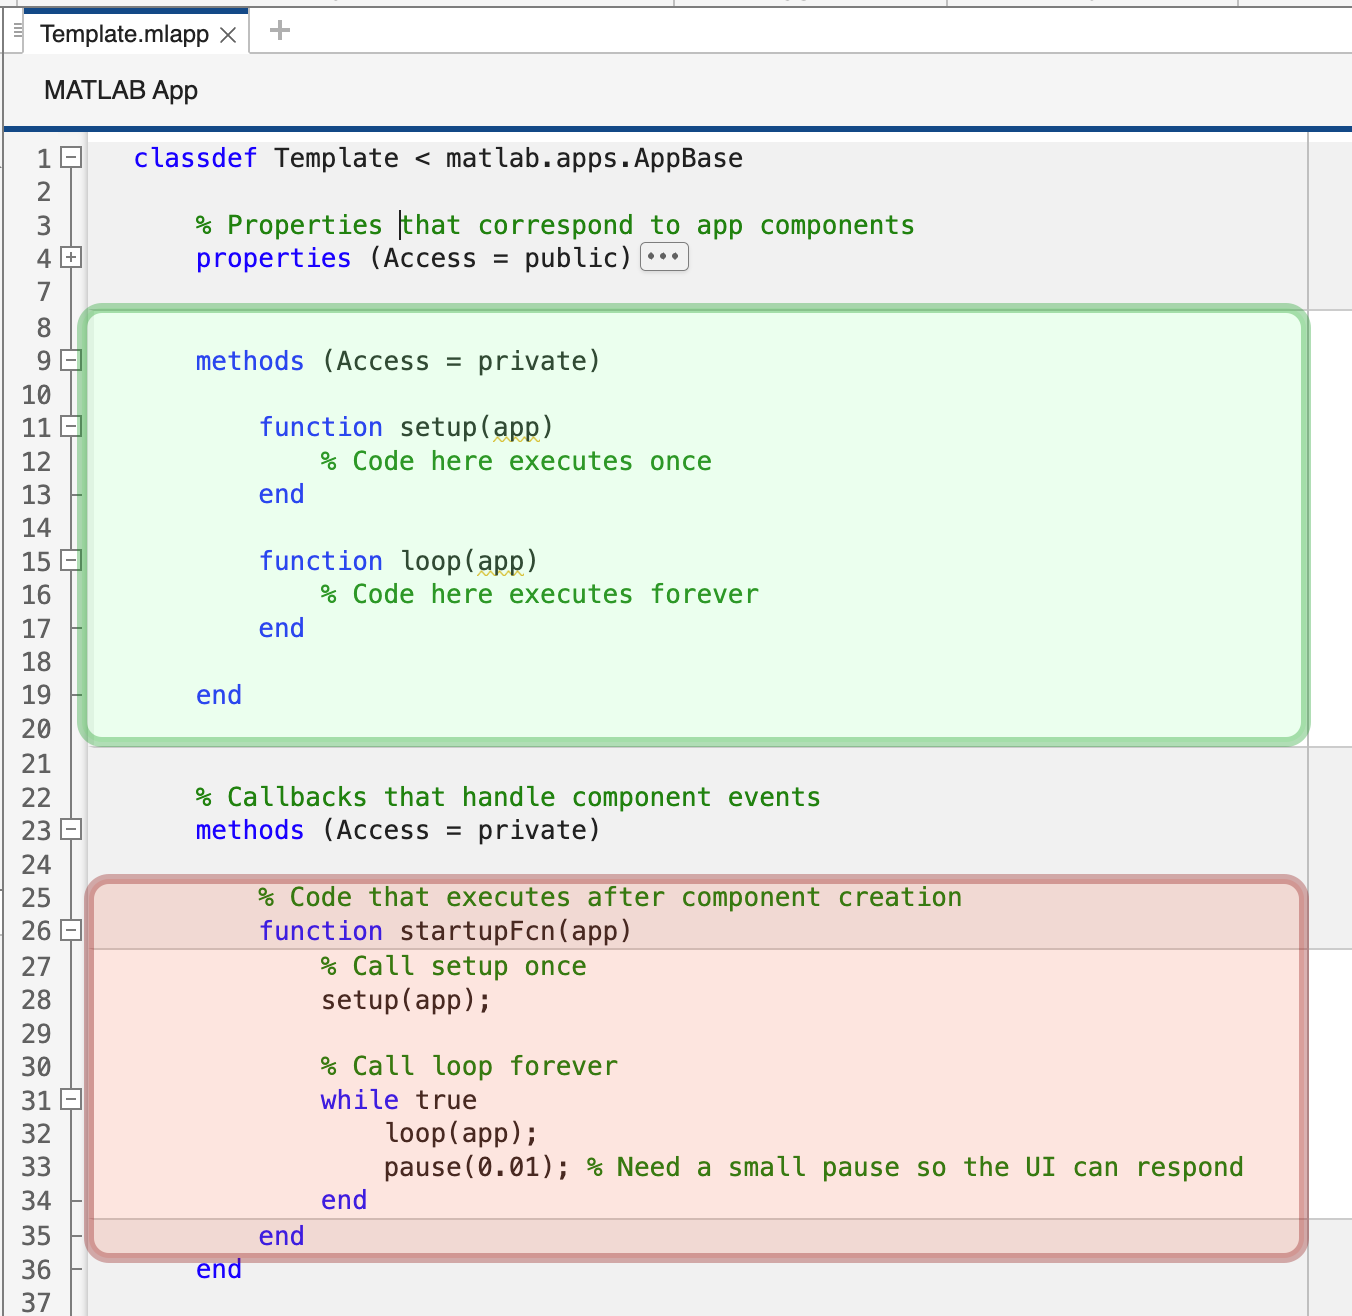 Template.mlapp
MATLAB App
1 classdef Template < matlab.apps.AppBase
2
3 % Properties that correspond to app components
4 properties (Access = public) •••
7
8
9 methods (Access = private)
10
11 function setup(app)
12 % Code here executes once
13 end
14
15 function loop(app)
16 % Code here executes forever
17 end
18
19 end
20
21
22 % Callbacks that handle component events
23 methods (Access = private)
24
25 % Code that executes after component creation
26 function startupFcn(app)
27 % Call setup once
28 setup(app);
29
30 % Call loop forever
31 while true
32 loop(app);
33 pause(0.01); % Need a small pause so the UI can respond
34 end
35 end
36 end
37